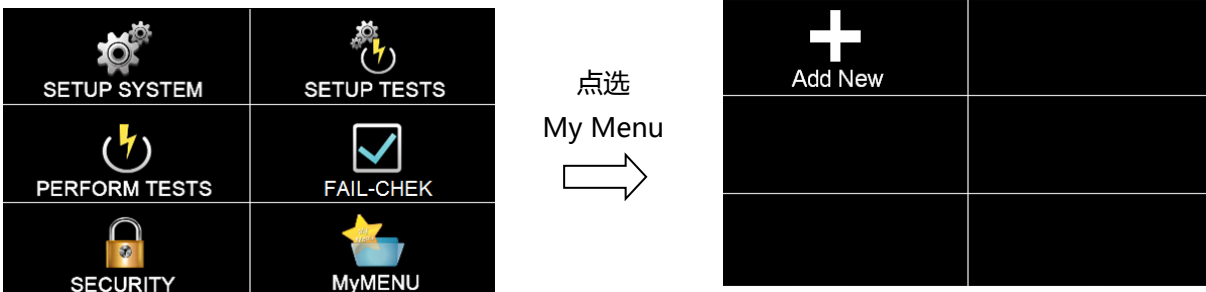 SETUP SYSTEM
SETUP TESTS
PERFORM TESTS
FAIL-CHEK
SECURITY
MyMENU
点选
My Menu
Add New